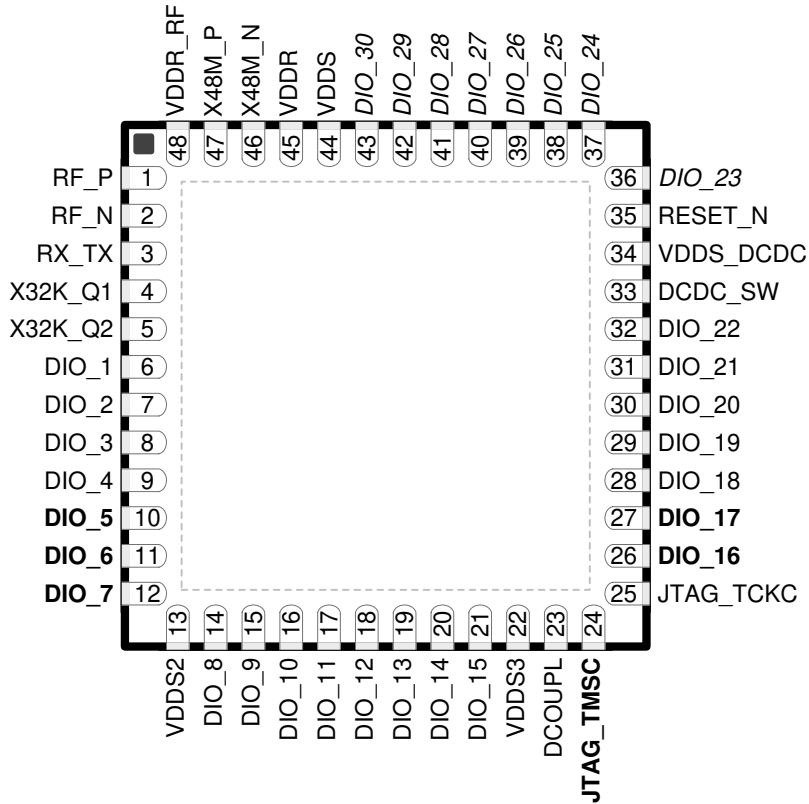 VDDR_RF
X48M_P
X48M_N
VDDR
VDDS
DIO_30
DIO_29
DIO_28
DIO_27
DIO_26
DIO_25
DIO_24
48
47
46
45
44
43
42
41
40
39
38
37
RF_P 1
RF_N 2
RX_TX 3
X32K_Q1 4
X32K_Q2 5
DIO_1 6
DIO_2 7
DIO_3 8
DIO_4 9
DIO_5 10
DIO_6 11
DIO_7 12
36 DIO_23
35 RESET_N
34 VDDS_DCDC
33 DCDC_SW
32 DIO_22
31 DIO_21
30 DIO_20
29 DIO_19
28 DIO_18
27 DIO_17
26 DIO_16
25 JTAG_TCKC
13
14
15
16
17
18
19
20
21
22
23
24
VDDS2
DIO_8
DIO_9
DIO_10
DIO_11
DIO_12
DIO_13
DIO_14
DIO_15
VDDS3
DCOUPL
JTAG_TMSC